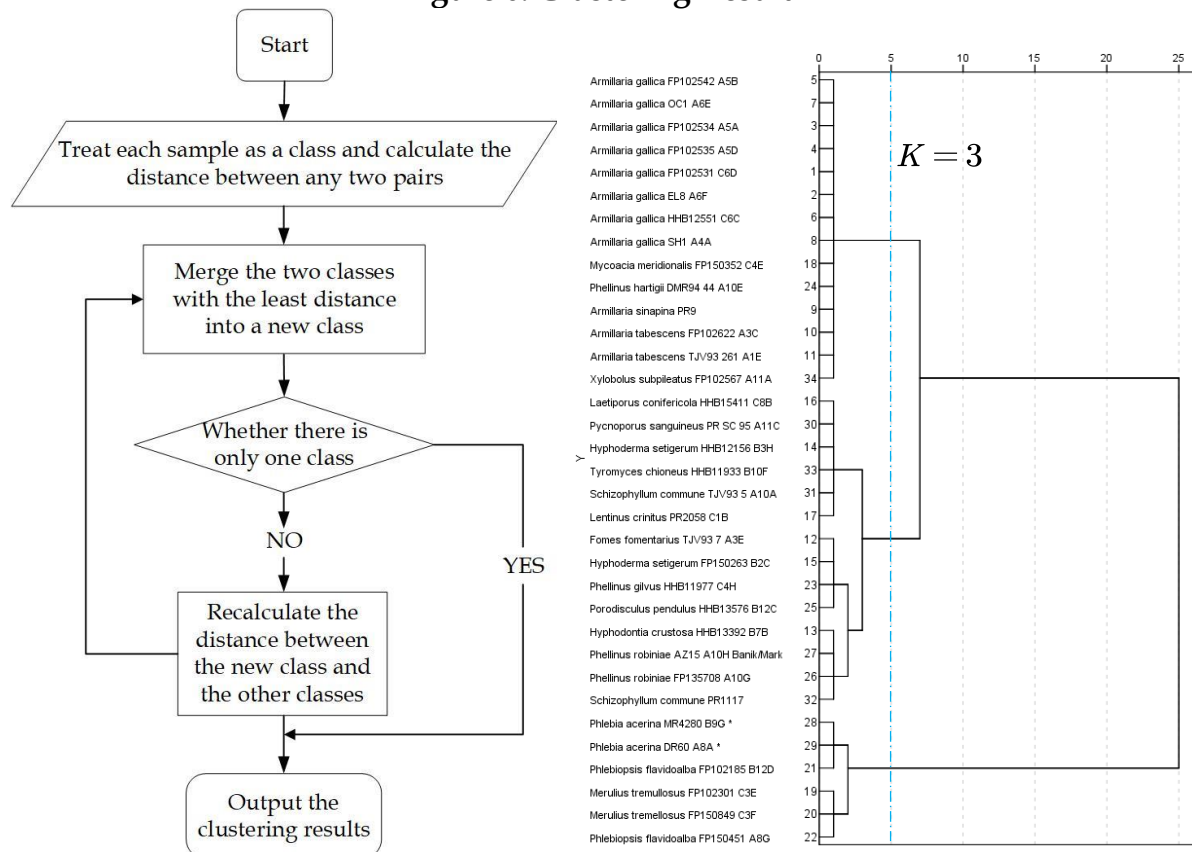 Start
Treat each sample as a class and calculate the
distance between any two pairs
Merge the two classes
with the least distance
into a new class
Whether there is
only one class
NO
YES
Recalculate the
distance between
the new class and
the other classes
Output the
clustering results
0 5 10 15 20 25
K = 3
Y
Armillaria gallica FP102542 A5B 5
Armillaria gallica OC1 A6E 7
Armillaria gallica FP102534 A5A 3
Armillaria gallica FP102535 A5D 4
Armillaria gallica FP102531 C6D 1
Armillaria gallica EL8 A6F 2
Armillaria gallica HHB12551 C6C 6
Armillaria gallica SH1 A4A 8
Mycoacia meridionalis FP150352 C4E 18
Phellinus hartigii DMR94 44 A10E 24
Armillaria sinapina PR9 9
Armillaria tabescens FP102622 A3C 10
Armillaria tabescens TJV93 261 A1E 11
Xylobolus subpileatus FP102567 A11A 34
Laetiporus conifericola HHB15411 C8B 16
Pycnoporus sanguineus PR SC 95 A11C 30
Hyphoderma setigerum HHB12156 B3H 14
Tyromyces chioneus HHB11933 B10F 33
Schizophyllum commune TJV93 5 A10A 31
Lentinus crinitus PR2058 C1B 17
Fomes fomentarius TJV93 7 A3E 12
Hyphoderma setigerum FP150263 B2C 15
Phellinus gilvus HHB11977 C4H 23
Porodisculus pendulus HHB13576 B12C 25
Hyphodontia crustosa HHB13392 B7B 13
Phellinus robiniae AZ15 A10H Banik/Mark 27
Phellinus robiniae FP135708 A10G 26
Schizophyllum commune PR1117 32
Phlebia acerina MR4280 B9G * 28
Phlebia acerina DR60 A8A * 29
Phlebiopsis flavidoalba FP102185 B12D 21
Merulius tremullosus FP102301 C3E 19
Merulius tremellosus FP150849 C3F 20
Phlebiopsis flavidoalba FP150451 A8G 22